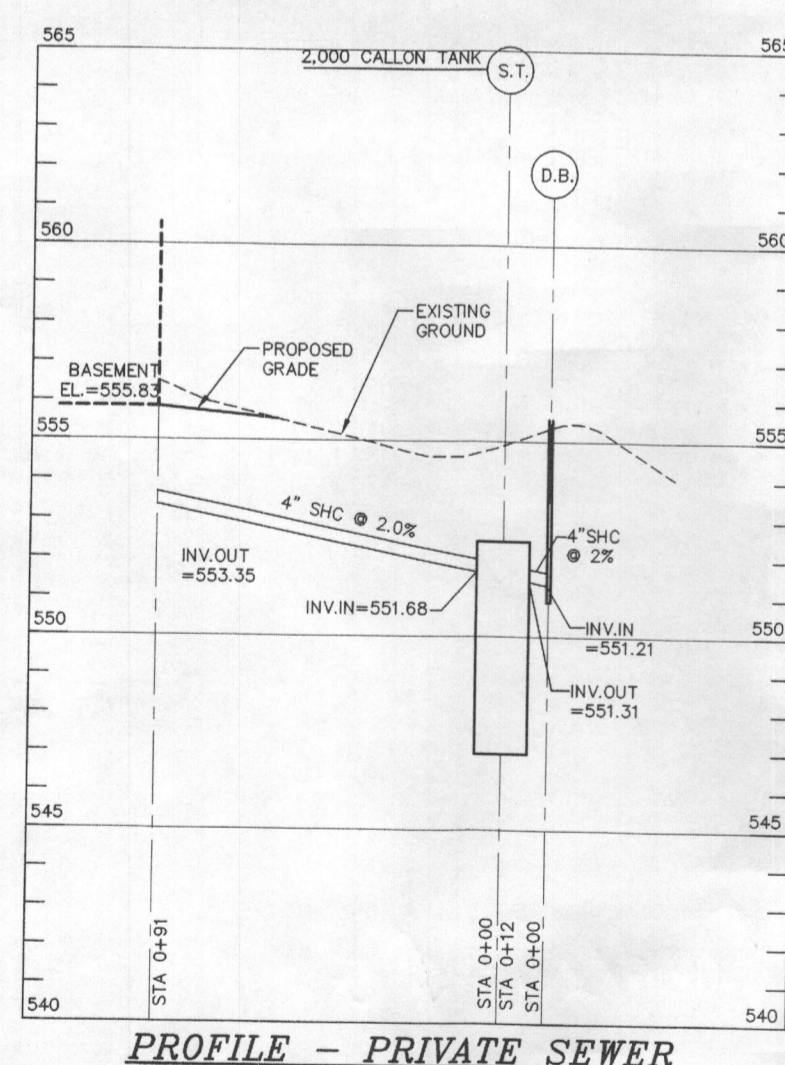 565
565
2,000 CALLON TANK
S.T.
D.B.
560
560
EXISTING
GROUND
PROPOSED
GRADE
BASEMENT
EL.=555.83
555
555
4" SHC @ 2.0%
4"SHC
@ 2%
INV.OUT
=553.35
INV.IN=551.68
550
550
INV.IN
=551.21
INV.OUT
=551.31
545
545
STA 0+91
STA 0+00
STA 0+12
STA 0+00
540
540
PROFILE - PRIVATE SEWER